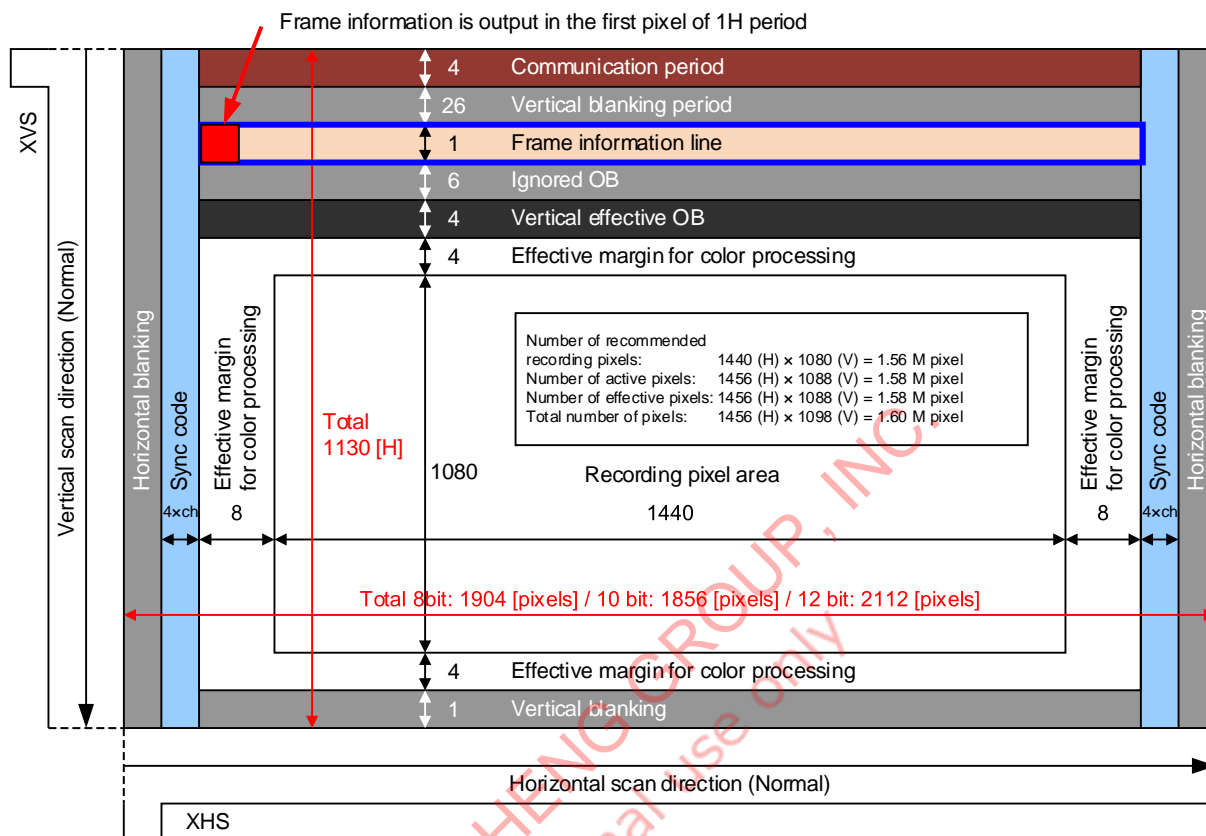 Frame information is output in the first pixel of 1H period
XVS
4 Communication period
26 Vertical blanking period
1 Frame information line
6 Ignored OB
4 Vertical effective OB
4 Effective margin for color processing
Vertical scan direction (Normal)
Horizontal blanking
Sync code
4×ch
Effective margin
for color processing
8
Total
1130 [H]
1080
Number of recommended
recording pixels: 1440 (H) × 1080 (V) = 1.56 M pixel
Number of active pixels: 1456 (H) × 1088 (V) = 1.58 M pixel
Number of effective pixels: 1456 (H) × 1088 (V) = 1.58 M pixel
Total number of pixels: 1456 (H) × 1098 (V) = 1.60 M pixel
Recording pixel area
1440
Effective margin
for color processing
8
Sync code
4×ch
Horizontal blanking
Total 8bit: 1904 [pixels] / 10 bit: 1856 [pixels] / 12 bit: 2112 [pixels]
4 Effective margin for color processing
1 Vertical blanking
Horizontal scan direction (Normal)
XHS
HENG GROUP, INC.
use only